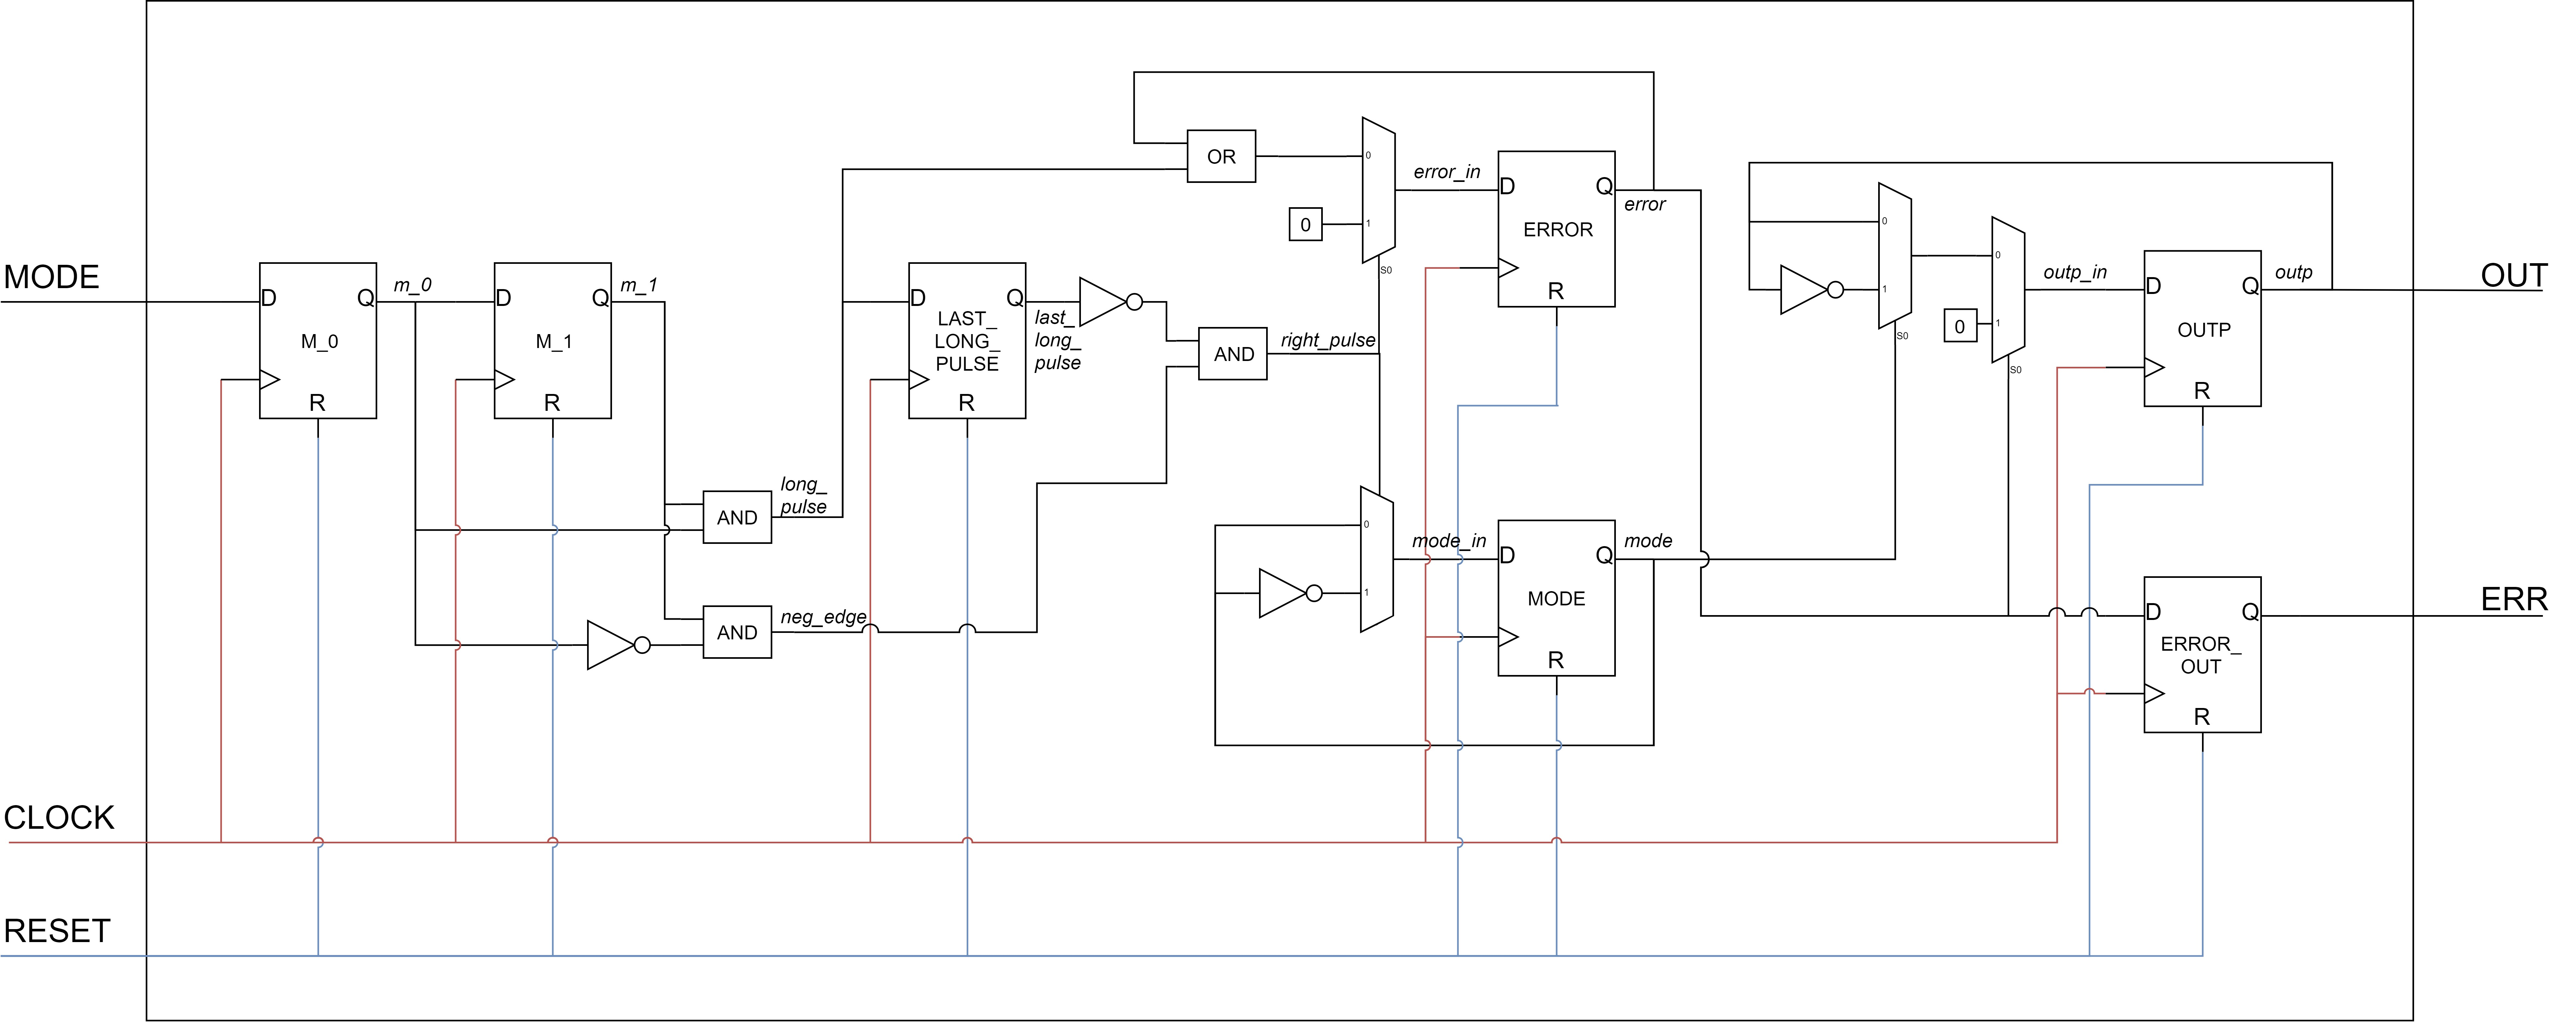 MODE
D
Q
M_0
R
m_0
D
Q
M_1
R
m_1
AND
long_
pulse
AND
neg_edge
D
Q
LAST_
LONG_
PULSE
R
last_
long_
pulse
AND
right_pulse
OR
0
0
1
S0
error_in
D
Q
ERROR
R
error
0
1
mode_in
D
Q
MODE
R
mode
0
1
S0
0
0
1
S0
outp_in
D
Q
OUTP
R
outp
OUT
D
Q
ERROR_
OUT
R
ERR
CLOCK
RESET